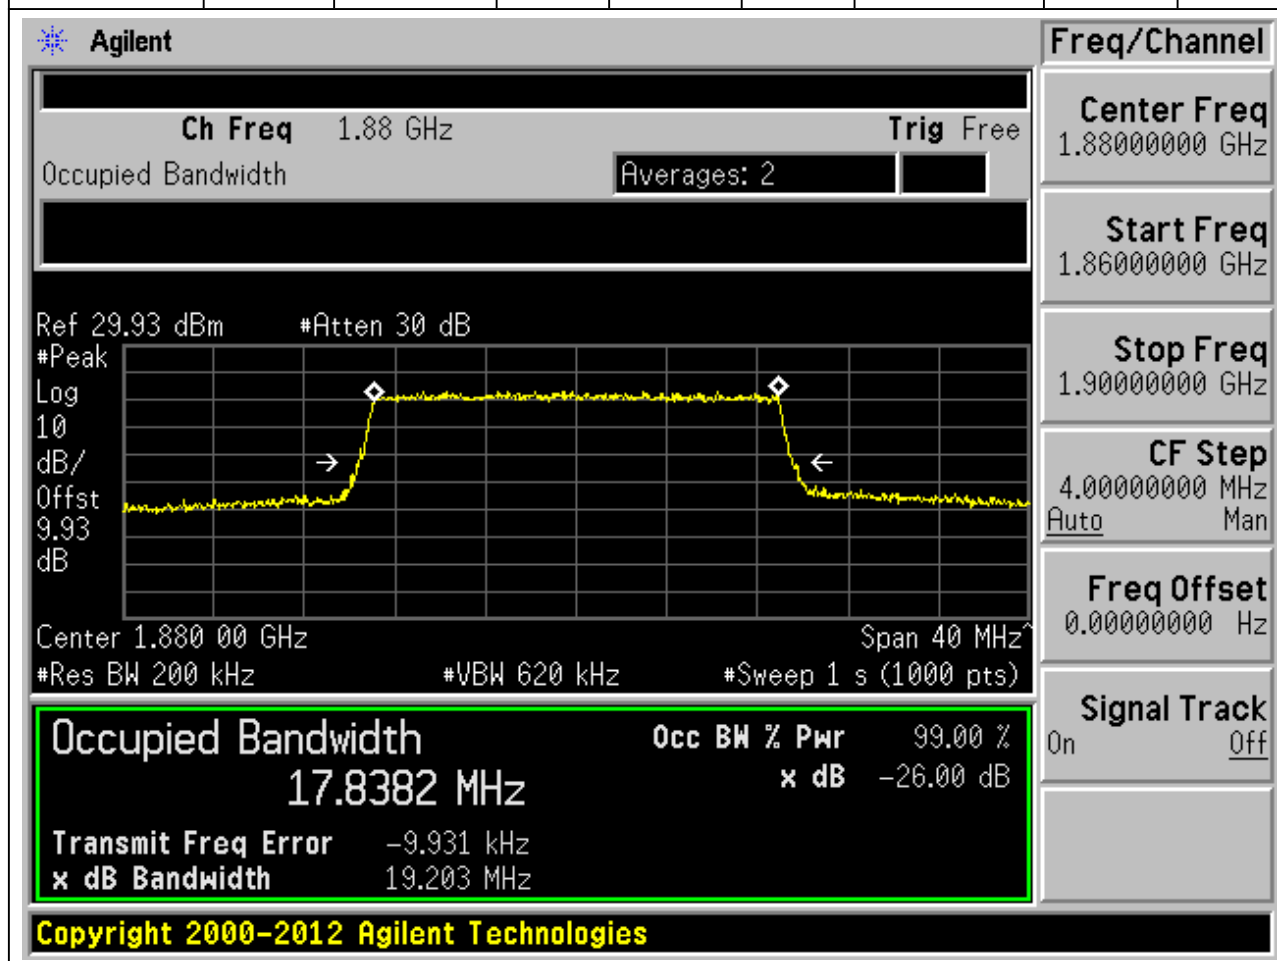 Agilent
Freq/Channel
Ch Freq 1.88 GHz Trig Free
Occupied Bandwidth Averages: 2
Center Freq
1.88000000 GHz
Start Freq
1.86000000 GHz
Ref 29.93 dBm #Atten 30 dB
#Peak
Log
10
dB/
Offst
9.93
dB
Stop Freq
1.90000000 GHz
CF Step
4.00000000 MHz
Auto Man
Center 1.880 00 GHz Span 40 MHz^
#Res BW 200 kHz #VBW 620 kHz #Sweep 1 s (1000 pts)
Freq Offset
0.00000000 Hz
Occupied Bandwidth Occ BW % Pwr 99.00 %
17.8382 MHz x dB -26.00 dB
Transmit Freq Error -9.931 kHz
x dB Bandwidth 19.203 MHz
Signal Track
On Off
Copyright 2000-2012 Agilent Technologies